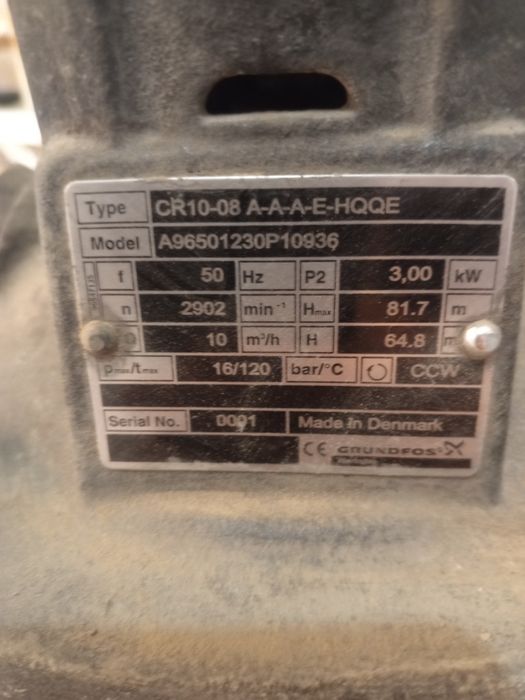 Type CR10-08 A-A-A-E-HQQE
Model A96501230P10936
f 50 Hz P2 3,00 kW
n 2902 min⁻¹ Hmax 81.7 m
10 m³/h H 64.8 m
pmax/tmax 16/120 bar/°C CCW
Serial No. 0001 Made in Denmark
CE GRUNDFOS